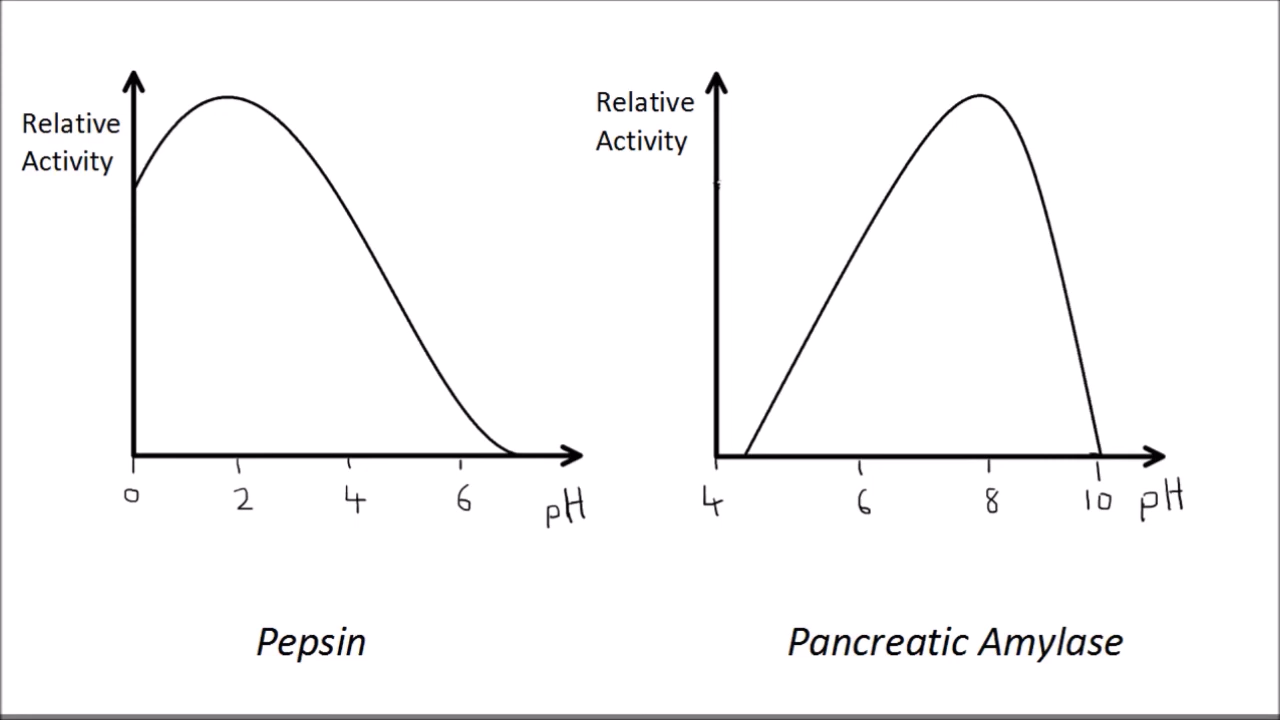 Relative
Activity
0 2 4 6 pH
Pepsin
Relative
Activity
4 6 8 10 pH
Pancreatic Amylase